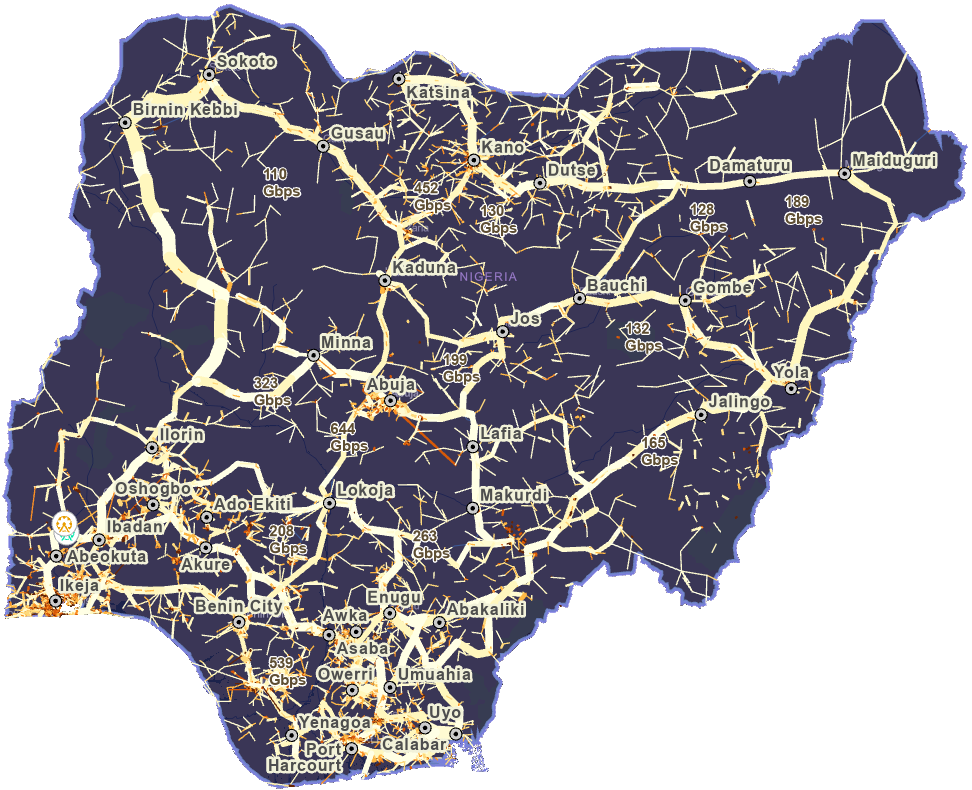 Sokoto
Katsina
Birnin Kebbi
Gusau
Kano
Dutse
Damaturu
Maiduguri
110
Gbps
452
Gbps
130
Gbps
128
Gbps
189
Gbps
Kaduna
NIGERIA
Bauchi
Gombe
Jos
132
Gbps
Minna
199
Gbps
Yola
323
Gbps
Abuja
Jalingo
644
Gbps
Ilorin
Lafia
165
Gbps
Oshogbo
Ado Ekiti
Lokoja
Makurdi
Ibadan
208
Gbps
263
Gbps
Abeokuta
Akure
Ikeja
Benin City
Enugu
Abakaliki
Awka
Asaba
539
Gbps
Owerri
Umuahia
Uyo
Yenagoa
Calabar
Port
Harcourt